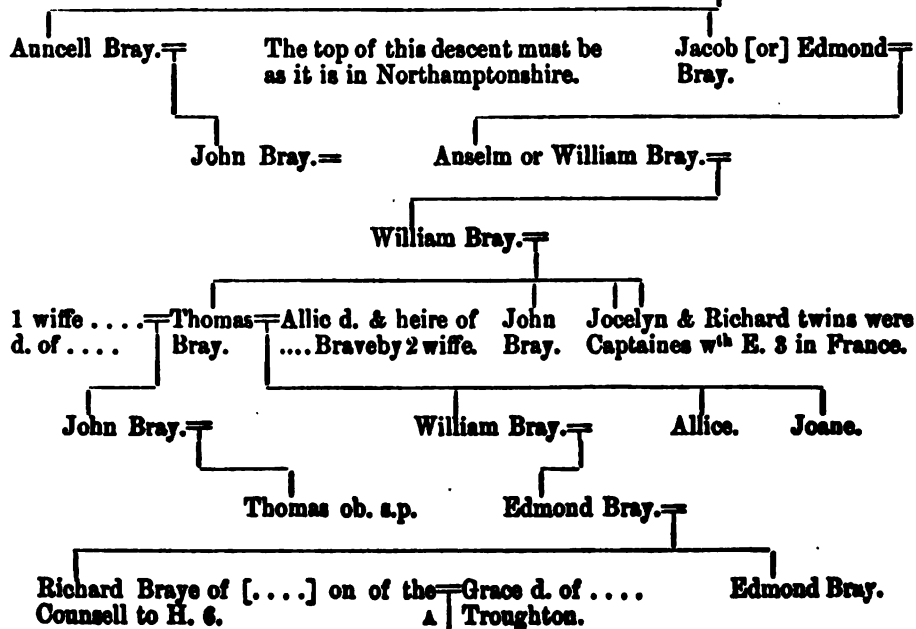 Anncell Bray.= The top of this descent must be Jacob [or] Edmond=
as it is in Northamptonshire. Bray.
John Bray.= Anselm or William Bray.=
William Bray.=
1 wiffe . . . .=Thomas=Allic d. & heire of John Jocelyn & Richard twins were
d. of . . . . Bray. . . . . Braveby 2 wiffe. Bray. Captaines wth E. 3 in France.
John Bray.= William Bray.= Allice. Joane.
Thomas ob. s.p. Edmond Bray.=
Richard Braye of [. . . .] on of the=Grace d. of . . . . Edmond Bray.
Counsell to H. 6. A Troughton.